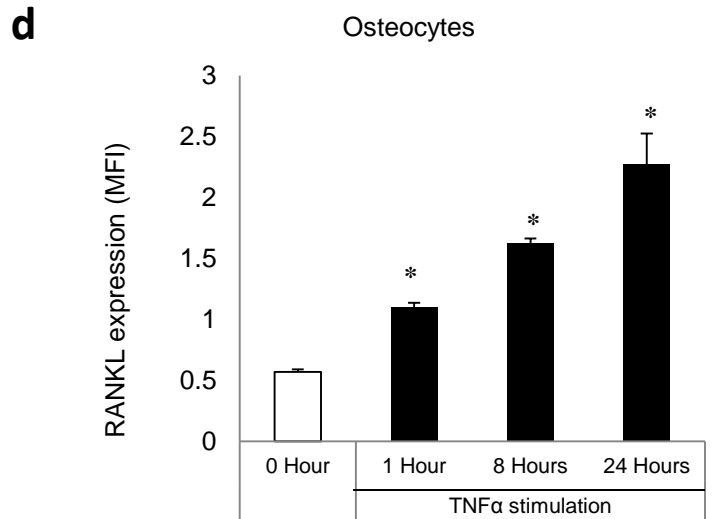 d
Osteocytes
RANKL expression (MFI)
3
2.5
2
1.5
1
0.5
0
*
*
*
0 Hour
1 Hour
8 Hours
24 Hours
TNFα stimulation